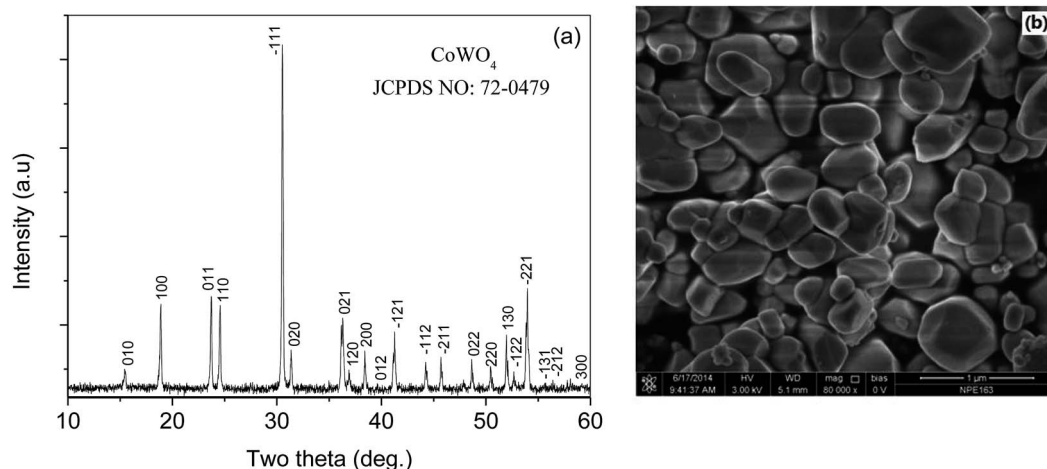 (a)
CoWO4
JCPDS NO: 72-0479
Intensity (a.u)
010
100
011
110
-111
020
021
-120
200
012
-121
-112
-211
022
-220
130
-122
-221
-131
-212
300
10 20 30 40 50 60
Two theta (deg.)
(b)
6/17/2014 HV WD mag bias 1 µm
9:41:37 AM 3.00 kV 5.1 mm 80 000 x 0 V NPE163